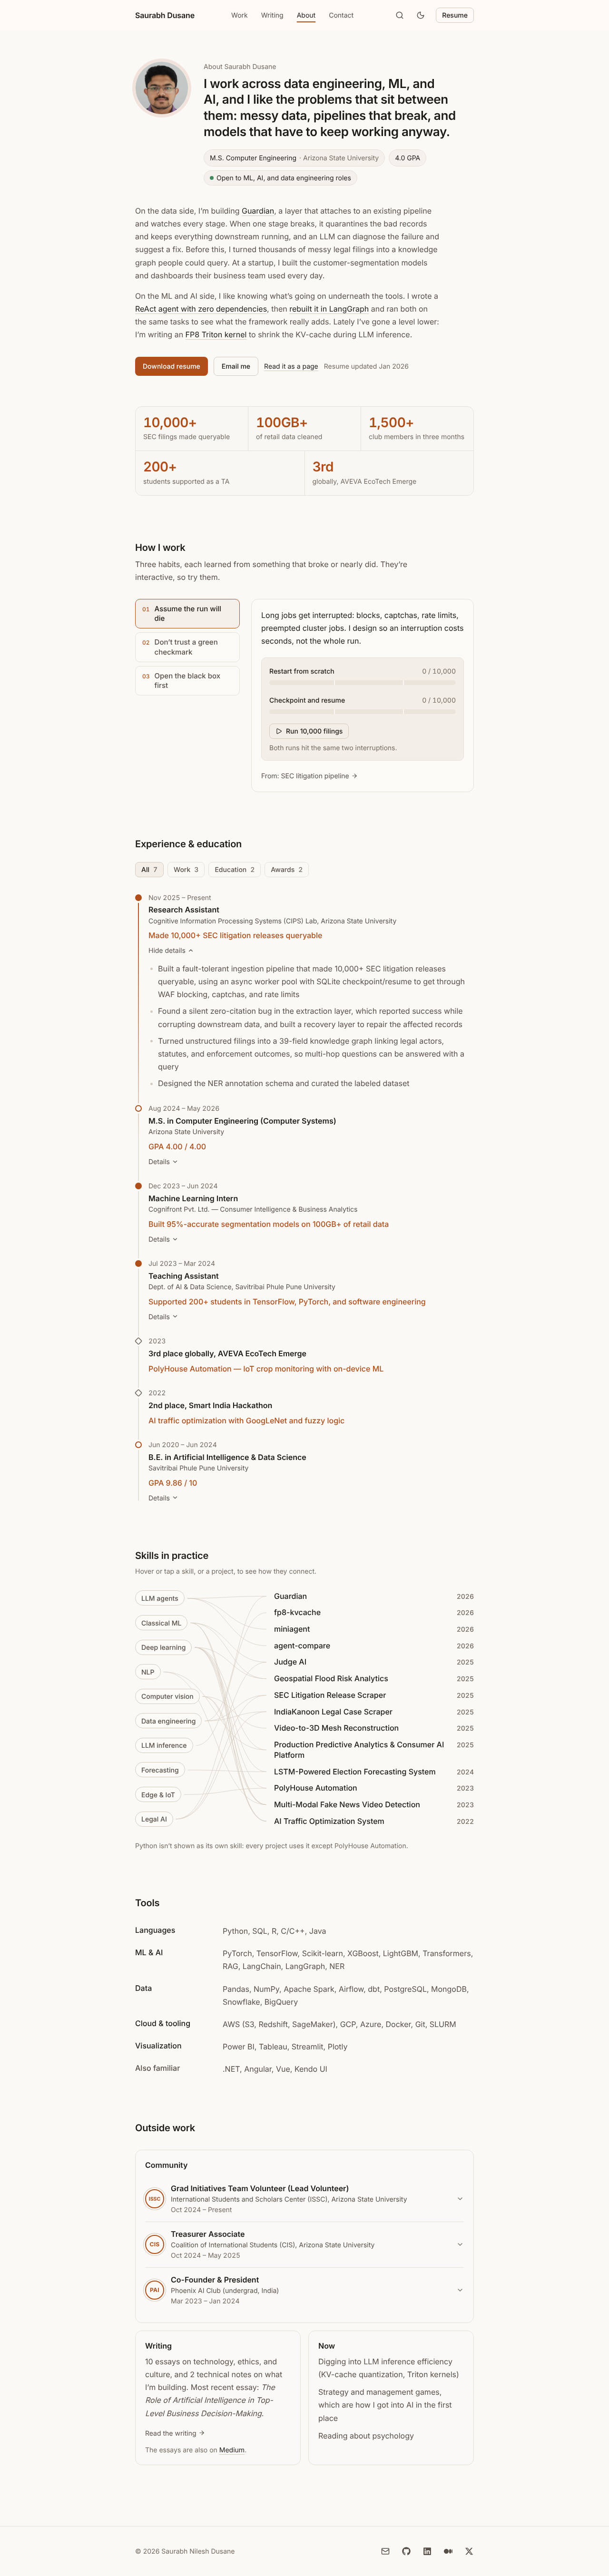 Saurabh Dusane
Work
Writing
About
Contact
Resume
About Saurabh Dusane
I work across data engineering, ML, and
AI, and I like the problems that sit between
them: messy data, pipelines that break, and
models that have to keep working anyway.
M.S. Computer Engineering · Arizona State University
4.0 GPA
Open to ML, AI, and data engineering roles
On the data side, I'm building Guardian, a layer that attaches to an existing pipeline
and watches every stage. When one stage breaks, it quarantines the bad records
and keeps everything downstream running, and an LLM can diagnose the failure and
suggest a fix. Before this, I turned thousands of messy legal filings into a knowledge
graph people could query. At a startup, I built the customer-segmentation models
and dashboards their business team used every day.
On the ML and AI side, I like knowing what's going on underneath the tools. I wrote a
ReAct agent with zero dependencies, then rebuilt it in LangGraph and ran both on
the same tasks to see what the framework really adds. Lately I've gone a level lower:
I'm writing an FP8 Triton kernel to shrink the KV-cache during LLM inference.
Download resume
Email me
Read it as a page
Resume updated Jan 2026
10,000+
SEC filings made queryable
100GB+
of retail data cleaned
1,500+
club members in three months
200+
students supported as a TA
3rd
globally, AVEVA EcoTech Emerge
How I work
Three habits, each learned from something that broke or nearly did. They're
interactive, so try them.
01 Assume the run will
die
02 Don't trust a green
checkmark
03 Open the black box
first
Long jobs get interrupted: blocks, captchas, rate limits,
preempted cluster jobs. I design so an interruption costs
seconds, not the whole run.
Restart from scratch
0 / 10,000
Checkpoint and resume
0 / 10,000
Run 10,000 filings
Both runs hit the same two interruptions.
From: SEC litigation pipeline →
Experience & education
All 7
Work 3
Education 2
Awards 2
Nov 2025 – Present
Research Assistant
Cognitive Information Processing Systems (CIPS) Lab, Arizona State University
Made 10,000+ SEC litigation releases queryable
Hide details
Built a fault-tolerant ingestion pipeline that made 10,000+ SEC litigation releases
queryable, using an async worker pool with SQLite checkpoint/resume to get through
WAF blocking, captchas, and rate limits
Found a silent zero-citation bug in the extraction layer, which reported success while
corrupting downstream data, and built a recovery layer to repair the affected records
Turned unstructured filings into a 39-field knowledge graph linking legal actors,
statutes, and enforcement outcomes, so multi-hop questions can be answered with a
query
Designed the NER annotation schema and curated the labeled dataset
Aug 2024 – May 2026
M.S. in Computer Engineering (Computer Systems)
Arizona State University
GPA 4.00 / 4.00
Details
Dec 2023 – Jun 2024
Machine Learning Intern
Cognifront Pvt. Ltd. — Consumer Intelligence & Business Analytics
Built 95%-accurate segmentation models on 100GB+ of retail data
Details
Jul 2023 – Mar 2024
Teaching Assistant
Dept. of AI & Data Science, Savitribai Phule Pune University
Supported 200+ students in TensorFlow, PyTorch, and software engineering
Details
2023
3rd place globally, AVEVA EcoTech Emerge
PolyHouse Automation — IoT crop monitoring with on-device ML
2022
2nd place, Smart India Hackathon
AI traffic optimization with GoogLeNet and fuzzy logic
Jun 2020 – Jun 2024
B.E. in Artificial Intelligence & Data Science
Savitribai Phule Pune University
GPA 9.86 / 10
Details
Skills in practice
Hover or tap a skill, or a project, to see how they connect.
LLM agents
Classical ML
Deep learning
NLP
Computer vision
Data engineering
LLM inference
Forecasting
Edge & IoT
Legal AI
Guardian 2026
fp8-kvcache 2026
miniagent 2026
agent-compare 2026
Judge AI 2025
Geospatial Flood Risk Analytics 2025
SEC Litigation Release Scraper 2025
IndiaKanoon Legal Case Scraper 2025
Video-to-3D Mesh Reconstruction 2025
Production Predictive Analytics & Consumer AI 2025
Platform
LSTM-Powered Election Forecasting System 2024
PolyHouse Automation 2023
Multi-Modal Fake News Video Detection 2023
AI Traffic Optimization System 2022
Python isn't shown as its own skill: every project uses it except PolyHouse Automation.
Tools
Languages
Python, SQL, R, C/C++, Java
ML & AI
PyTorch, TensorFlow, Scikit-learn, XGBoost, LightGBM, Transformers,
RAG, LangChain, LangGraph, NER
Data
Pandas, NumPy, Apache Spark, Airflow, dbt, PostgreSQL, MongoDB,
Snowflake, BigQuery
Cloud & tooling
AWS (S3, Redshift, SageMaker), GCP, Azure, Docker, Git, SLURM
Visualization
Power BI, Tableau, Streamlit, Plotly
Also familiar
.NET, Angular, Vue, Kendo UI
Outside work
Community
ISSC
Grad Initiatives Team Volunteer (Lead Volunteer)
International Students and Scholars Center (ISSC), Arizona State University
Oct 2024 – Present
CIS
Treasurer Associate
Coalition of International Students (CIS), Arizona State University
Oct 2024 – May 2025
PAI
Co-Founder & President
Phoenix AI Club (undergrad, India)
Mar 2023 – Jan 2024
Writing
10 essays on technology, ethics, and
culture, and 2 technical notes on what
I'm building. Most recent essay: The
Role of Artificial Intelligence in Top-
Level Business Decision-Making.
Read the writing →
The essays are also on Medium.
Now
Digging into LLM inference efficiency
(KV-cache quantization, Triton kernels)
Strategy and management games,
which are how I got into AI in the first
place
Reading about psychology
© 2026 Saurabh Nilesh Dusane